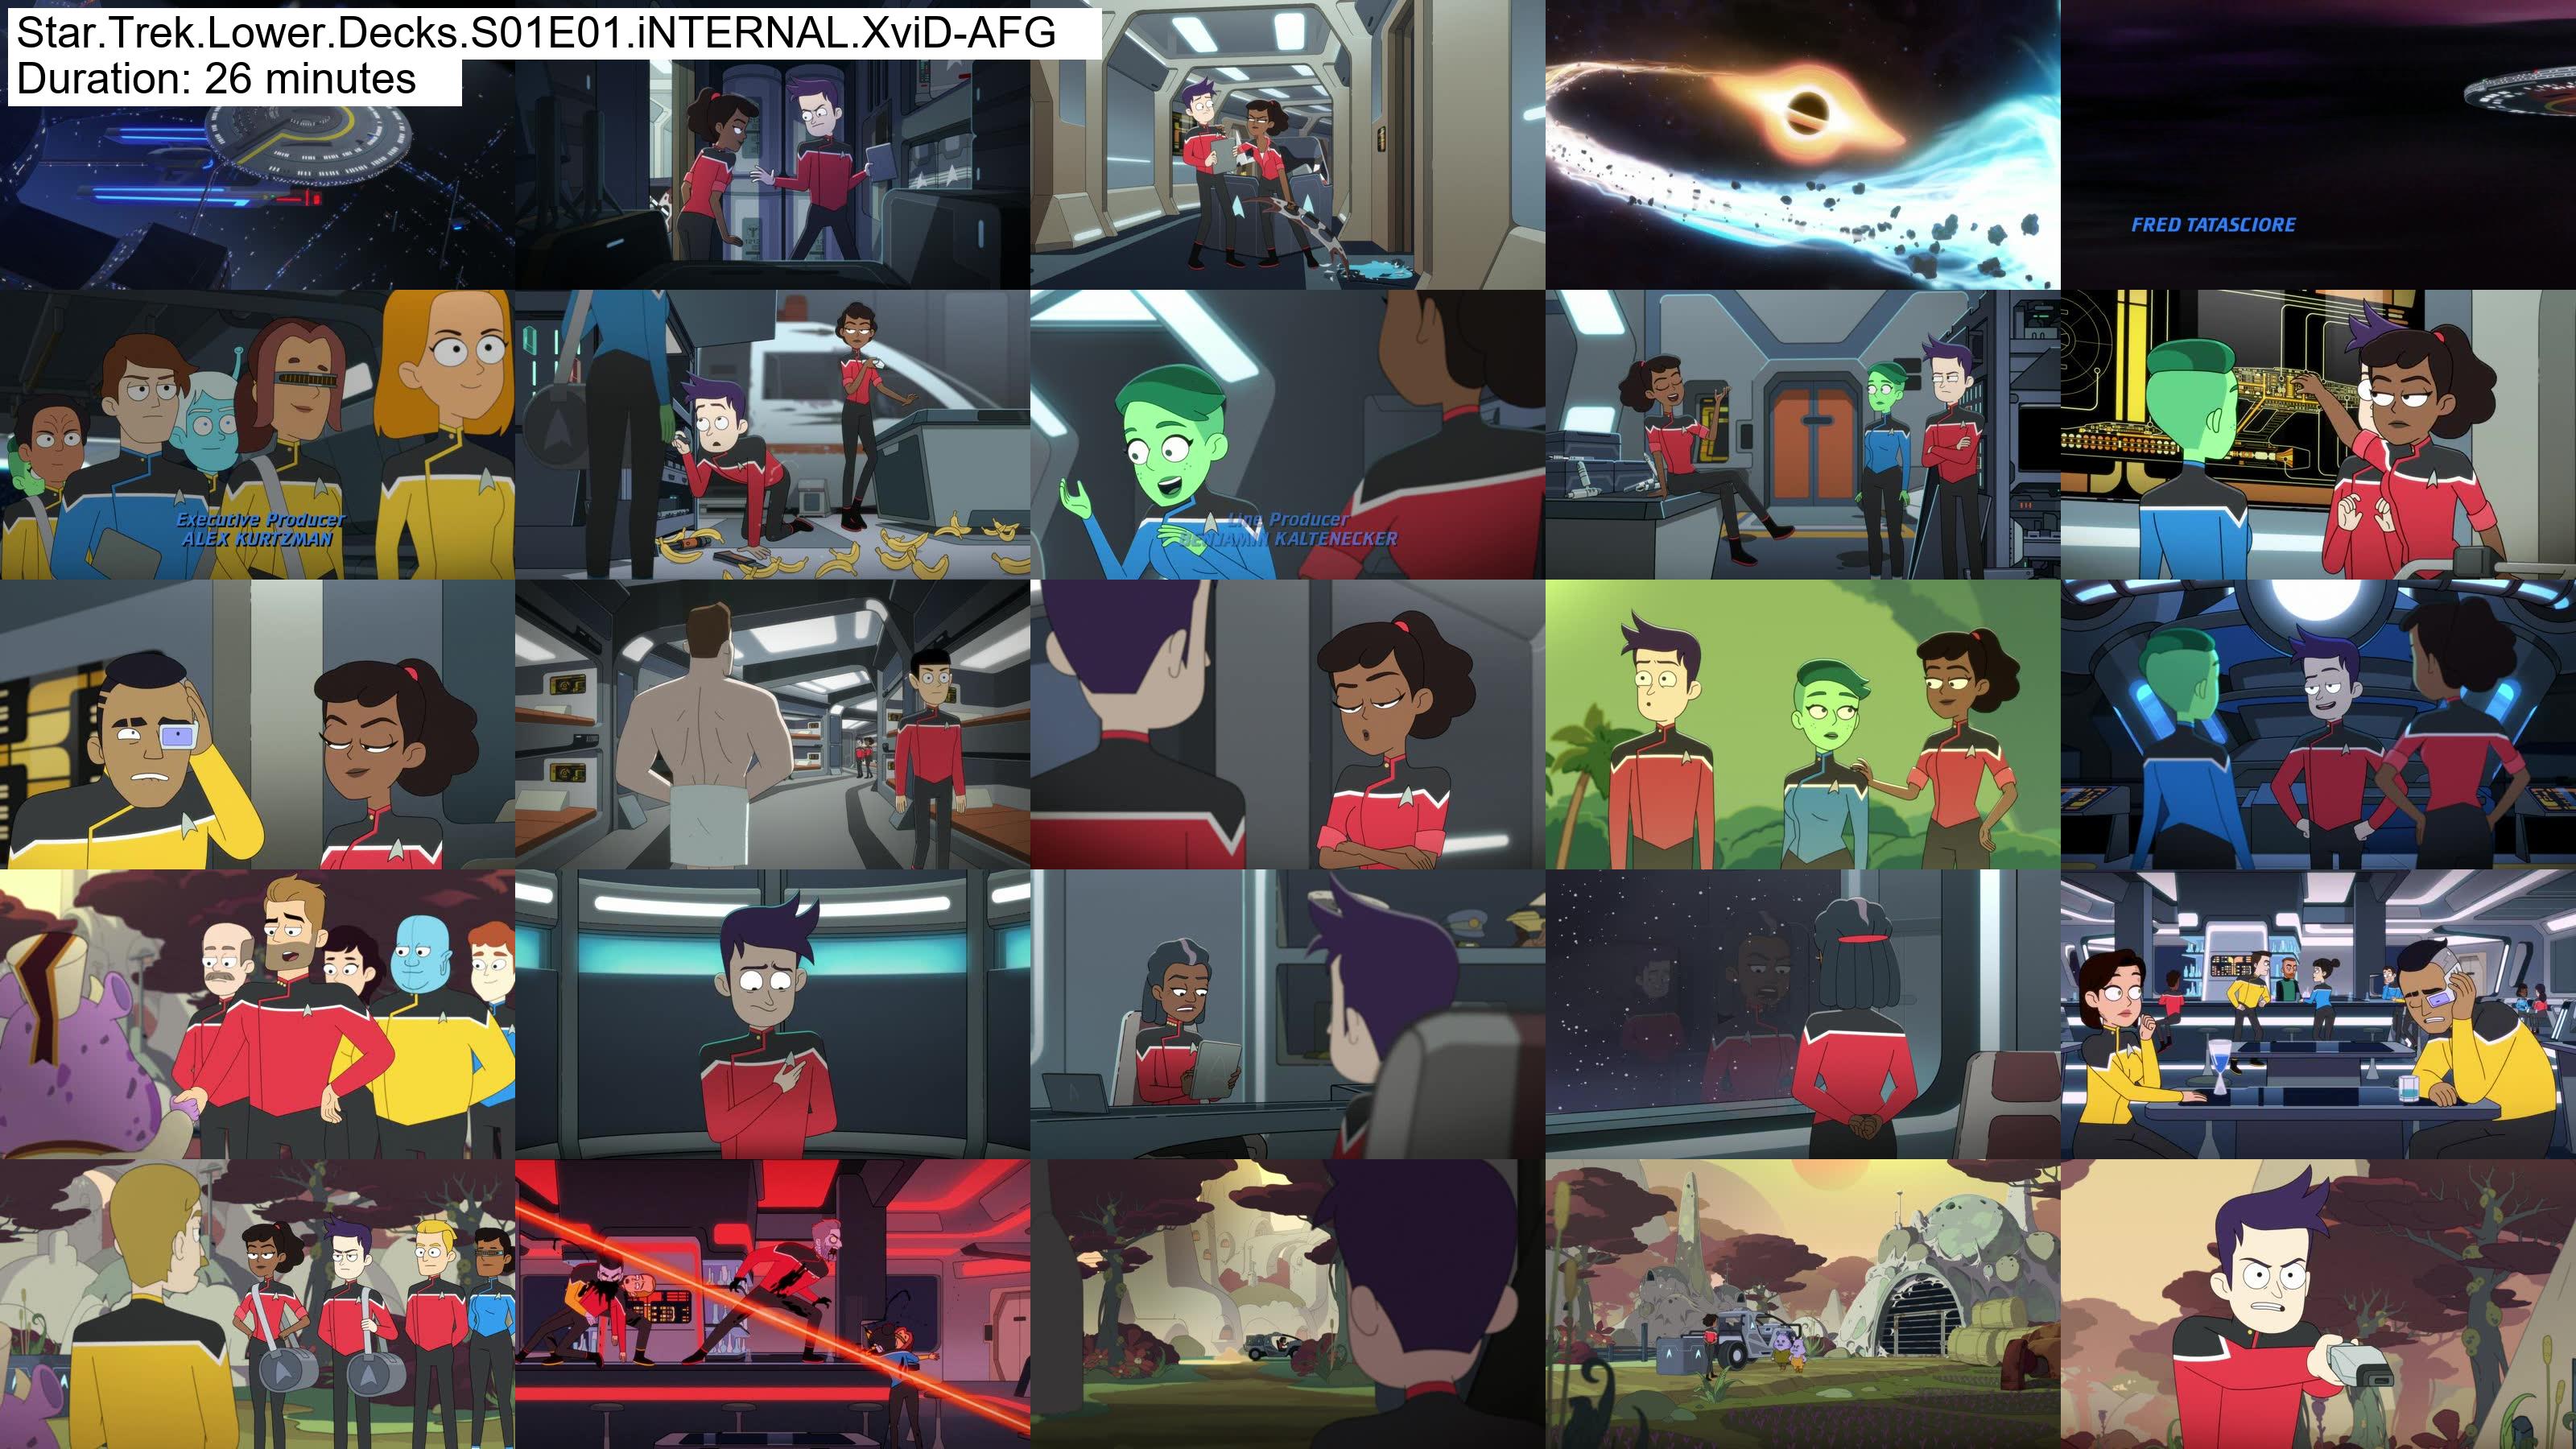 Star.Trek.Lower.Decks.S01E01.iNTERNAL.XviD-AFG
Duration: 26 minutes
FRED TATASCIORE
Executive Producer
ALEX KURTZMAN
Line Producer
BENJAMIN KALTENECKER